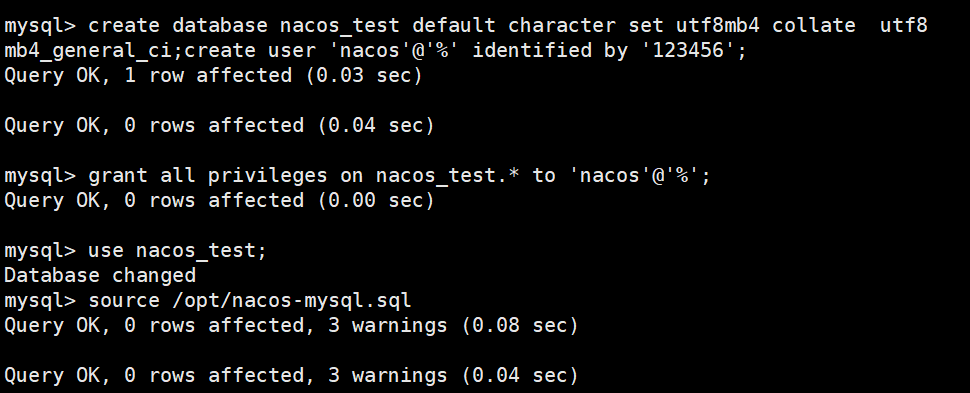 mysql> create database nacos_test default character set utf8mb4 collate  utf8
mb4_general_ci;create user 'nacos'@'%' identified by '123456';
Query OK, 1 row affected (0.03 sec)
Query OK, 0 rows affected (0.04 sec)
mysql> grant all privileges on nacos_test.* to 'nacos'@'%';
Query OK, 0 rows affected (0.00 sec)
mysql> use nacos_test;
Database changed
mysql> source /opt/nacos-mysql.sql
Query OK, 0 rows affected, 3 warnings (0.08 sec)
Query OK, 0 rows affected, 3 warnings (0.04 sec)